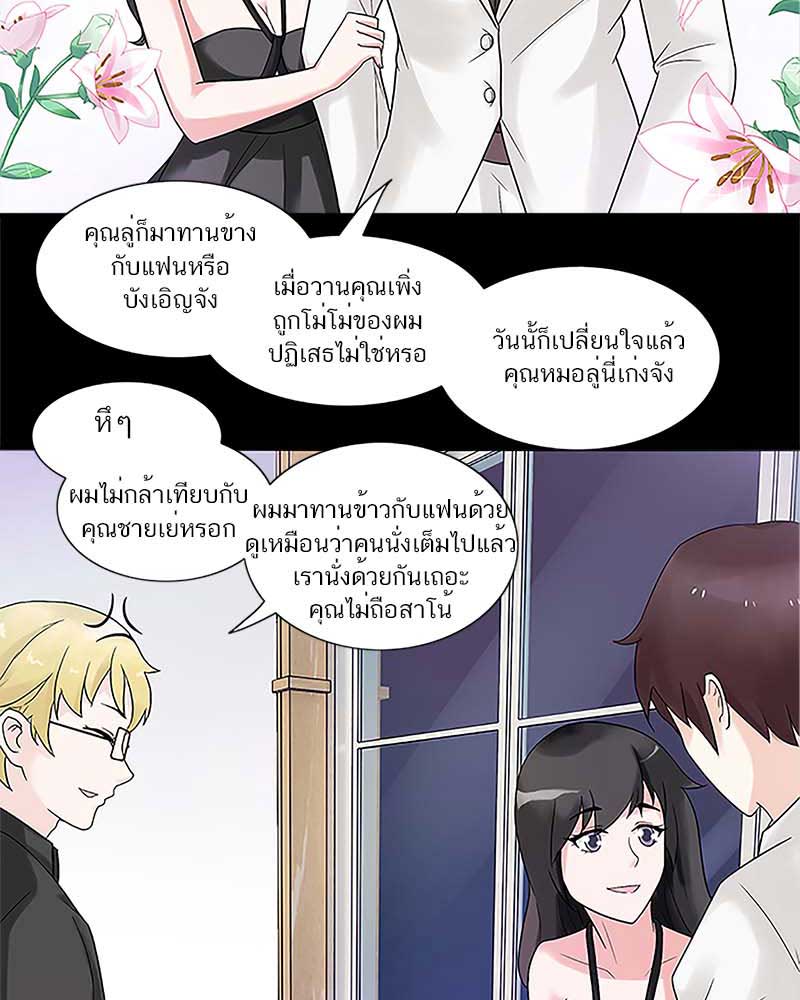 คุณลู่ก็มาทานข้าง
กับแฟนหรือ
บังเอิญจัง
เมื่อวานคุณเพิ่ง
ถูกโม่โม่ของผม
ปฏิเสธไม่ใช่หรอ
วันนั้ก็เปลี่ยนใจแล้ว
คุณหมอลู่นี่เก่งจัง
หึๆ
ผมไม่กล้าเทียบกับ
คุณชายเย่หรอก
ผมมาทานข้าวกับแฟนด้วย
ดูเหมือนว่าคนนั่งเต็มไปแล้ว
เรานั่งด้วยกันเถอะ
คุณไม่ถือสาโน้